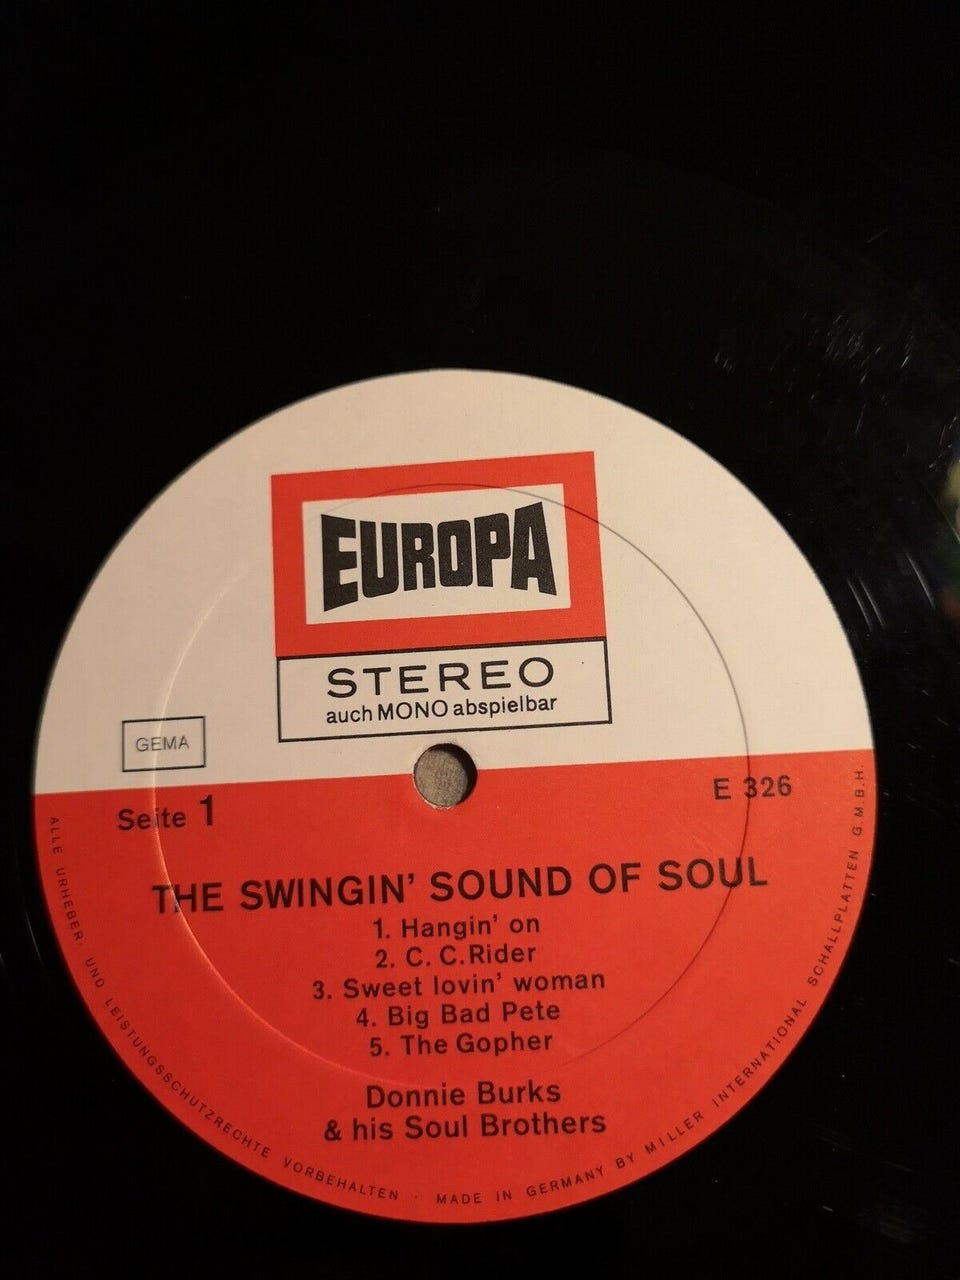 EUROPA
STEREO
auch MONO abspielbar
GEMA
Seite 1
E 326
THE SWINGIN' SOUND OF SOUL
1. Hangin' on
2. C. C. Rider
3. Sweet lovin' woman
4. Big Bad Pete
5. The Gopher
Donnie Burks
& his Soul Brothers
ALLE URHEBER- UND LEISTUNGSSCHUTZRECHTE VORBEHALTEN · MADE IN GERMANY BY MILLER INTERNATIONAL SCHALLPLATTEN G.M.B.H.